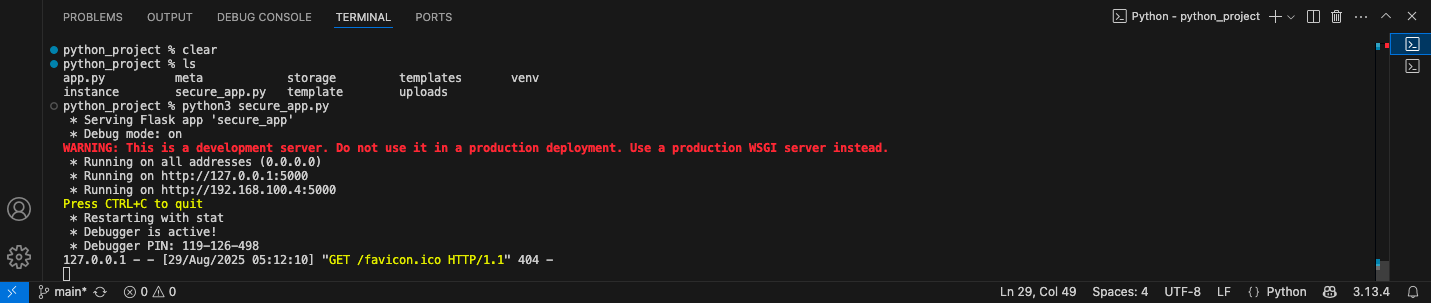 PROBLEMS OUTPUT DEBUG CONSOLE TERMINAL PORTS Python - python_project
python_project % clear
python_project % ls
app.py meta storage templates venv
instance secure_app.py template uploads
python_project % python3 secure_app.py
* Serving Flask app 'secure_app'
* Debug mode: on
WARNING: This is a development server. Do not use it in a production deployment. Use a production WSGI server instead.
* Running on all addresses (0.0.0.0)
* Running on http://127.0.0.1:5000
* Running on http://192.168.100.4:5000
Press CTRL+C to quit
* Restarting with stat
* Debugger is active!
* Debugger PIN: 119-126-498
127.0.0.1 - - [29/Aug/2025 05:12:10] "GET /favicon.ico HTTP/1.1" 404 -
main* 0 0 Ln 29, Col 49 Spaces: 4 UTF-8 LF {} Python 3.13.4